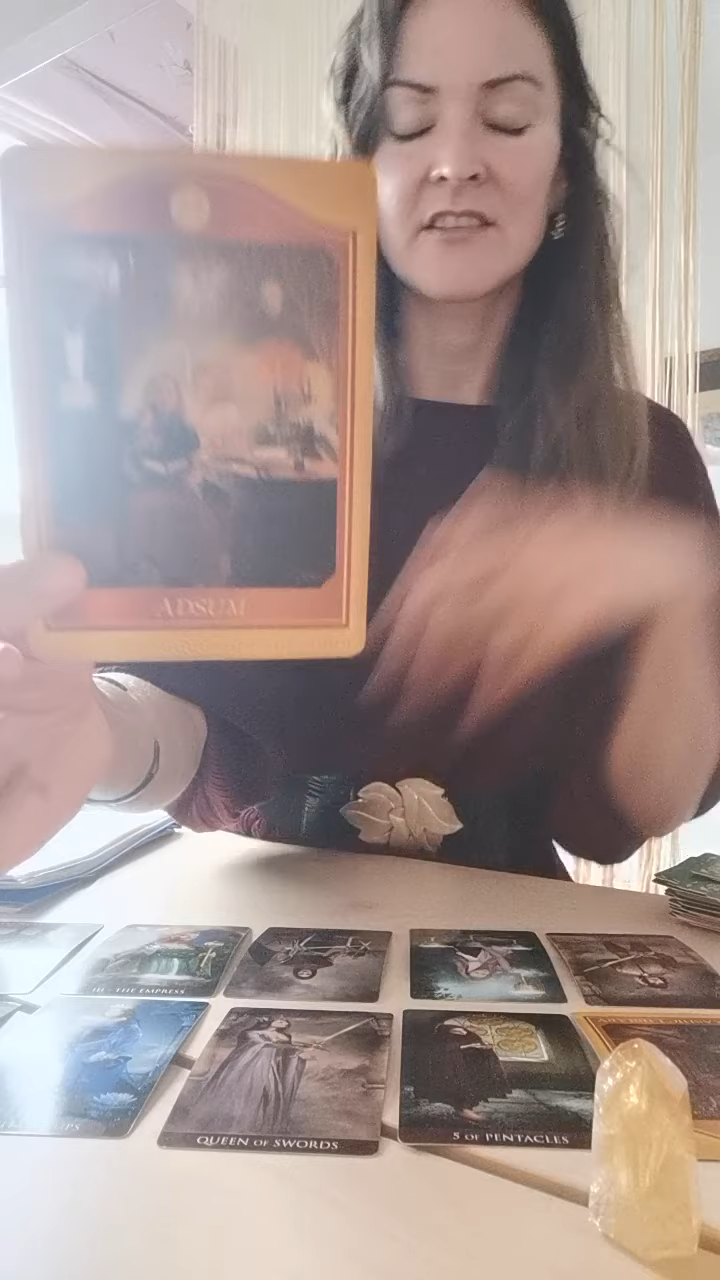 ADSUM
III - THE EMPRESS
QUEEN OF SWORDS
5 OF PENTACLES